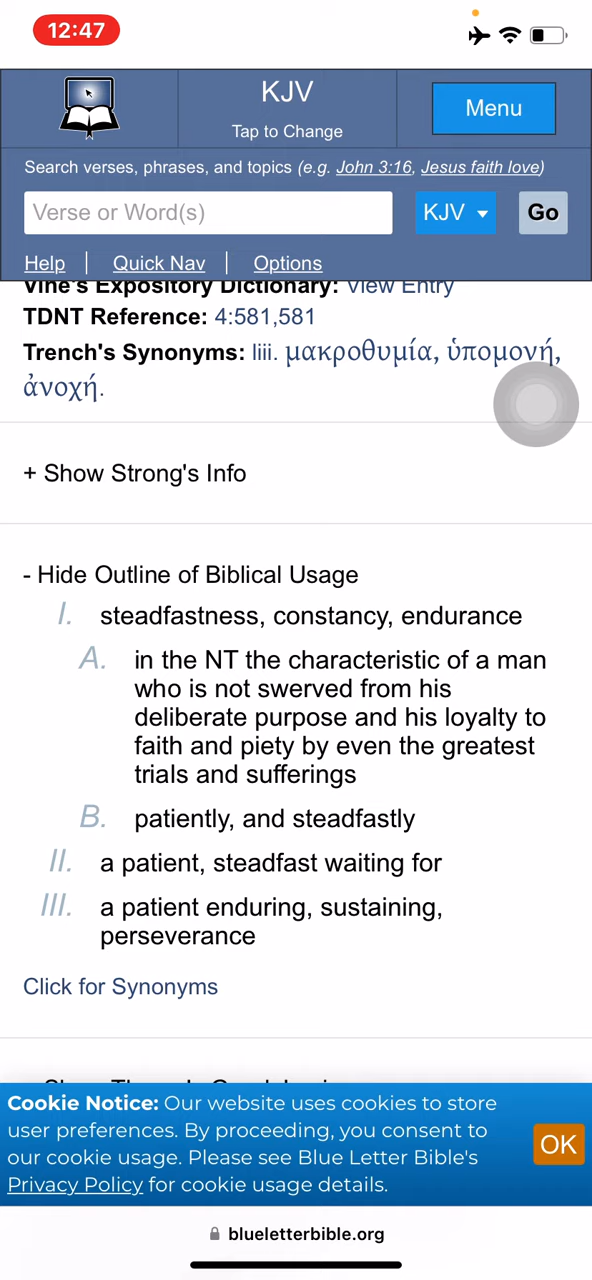 12:47
KJV
Tap to Change
Menu
Search verses, phrases, and topics (e.g. John 3:16, Jesus faith love)
Verse or Word(s)
KJV
Go
Help
Quick Nav
Options
Vine's Expository Dictionary: View Entry
TDNT Reference: 4:581,581
Trench's Synonyms: liii. μακροθυμία, ὑπομονή,
ἀνοχή.
+ Show Strong's Info
- Hide Outline of Biblical Usage
I. steadfastness, constancy, endurance
A. in the NT the characteristic of a man
who is not swerved from his
deliberate purpose and his loyalty to
faith and piety by even the greatest
trials and sufferings
B. patiently, and steadfastly
II. a patient, steadfast waiting for
III. a patient enduring, sustaining,
perseverance
Click for Synonyms
Cookie Notice: Our website uses cookies to store
user preferences. By proceeding, you consent to
our cookie usage. Please see Blue Letter Bible's
Privacy Policy for cookie usage details.
OK
blueletterbible.org